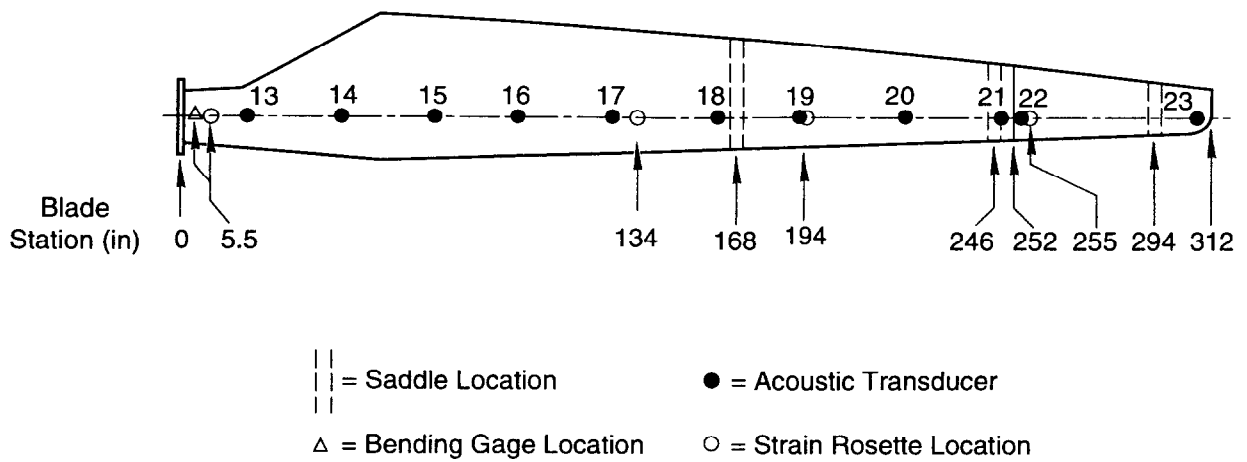 13 14 15 16 17 18 19 20 21 22 23
Blade
Station (in) 0 5.5 134 168 194 246 252 255 294 312
= Saddle Location
= Acoustic Transducer
= Bending Gage Location
= Strain Rosette Location